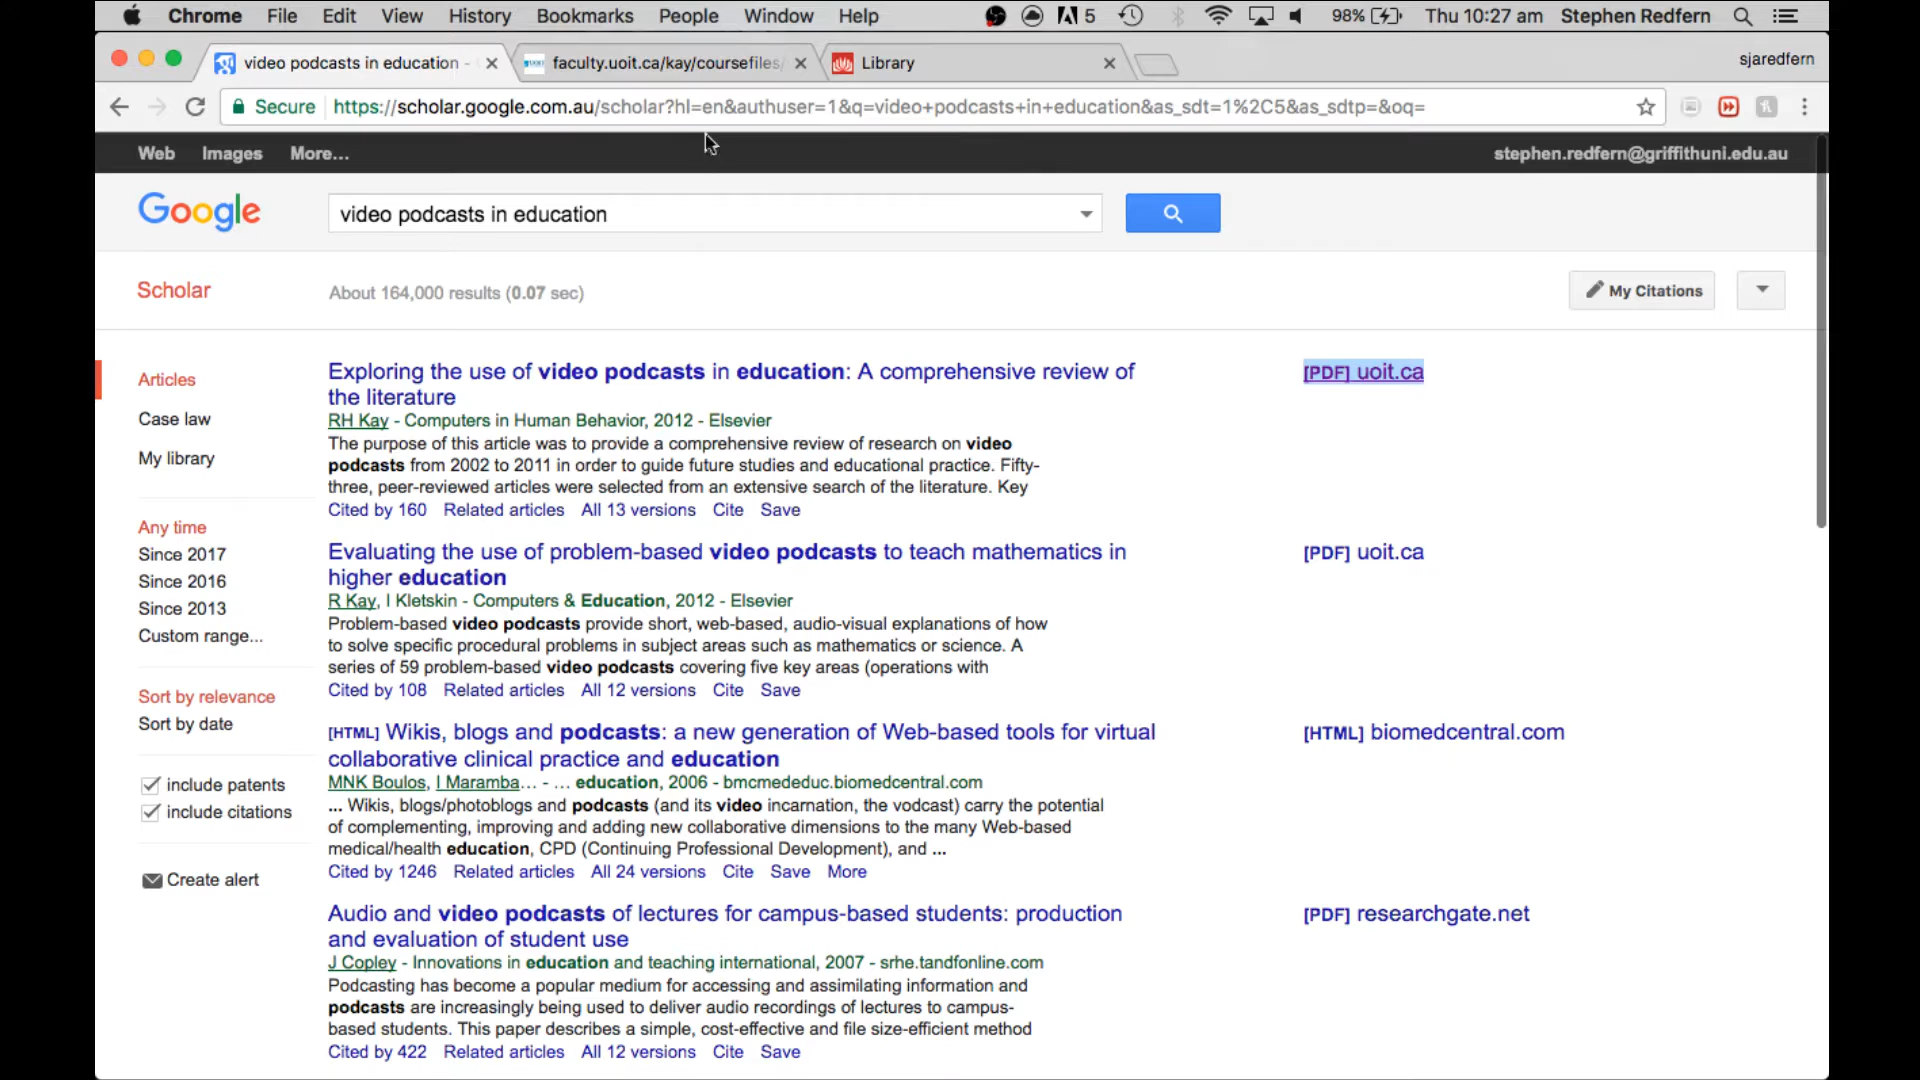 Chrome File Edit View History Bookmarks People Window Help 5 98% Thu 10:27 am Stephen Redfern
video podcasts in education - faculty.uoit.ca/kay/coursefiles/ Library sjaredfern
Secure https://scholar.google.com.au/scholar?hl=en&authuser=1&q=video+podcasts+in+education&as_sdt=1%2C5&as_sdtp=&oq=
Web Images More... stephen.redfern@griffithuni.edu.au
Google video podcasts in education
Scholar About 164,000 results (0.07 sec) My Citations
Articles
Case law
My library
Any time
Since 2017
Since 2016
Since 2013
Custom range...
Sort by relevance
Sort by date
include patents
include citations
Create alert
Exploring the use of video podcasts in education: A comprehensive review of
the literature
[PDF] uoit.ca
RH Kay - Computers in Human Behavior, 2012 - Elsevier
The purpose of this article was to provide a comprehensive review of research on video
podcasts from 2002 to 2011 in order to guide future studies and educational practice. Fifty-
three, peer-reviewed articles were selected from an extensive search of the literature. Key
Cited by 160 Related articles All 13 versions Cite Save
Evaluating the use of problem-based video podcasts to teach mathematics in
higher education
[PDF] uoit.ca
R Kay, I Kletskin - Computers & Education, 2012 - Elsevier
Problem-based video podcasts provide short, web-based, audio-visual explanations of how
to solve specific procedural problems in subject areas such as mathematics or science. A
series of 59 problem-based video podcasts covering five key areas (operations with
Cited by 108 Related articles All 12 versions Cite Save
[HTML] Wikis, blogs and podcasts: a new generation of Web-based tools for virtual
collaborative clinical practice and education
[HTML] biomedcentral.com
MNK Boulos, I Maramba... - ... education, 2006 - bmcmededuc.biomedcentral.com
... Wikis, blogs/photoblogs and podcasts (and its video incarnation, the vodcast) carry the potential
of complementing, improving and adding new collaborative dimensions to the many Web-based
medical/health education, CPD (Continuing Professional Development), and ...
Cited by 1246 Related articles All 24 versions Cite Save More
Audio and video podcasts of lectures for campus-based students: production
and evaluation of student use
[PDF] researchgate.net
J Copley - Innovations in education and teaching international, 2007 - srhe.tandfonline.com
Podcasting has become a popular medium for accessing and assimilating information and
podcasts are increasingly being used to deliver audio recordings of lectures to campus-
based students. This paper describes a simple, cost-effective and file size-efficient method
Cited by 422 Related articles All 12 versions Cite Save